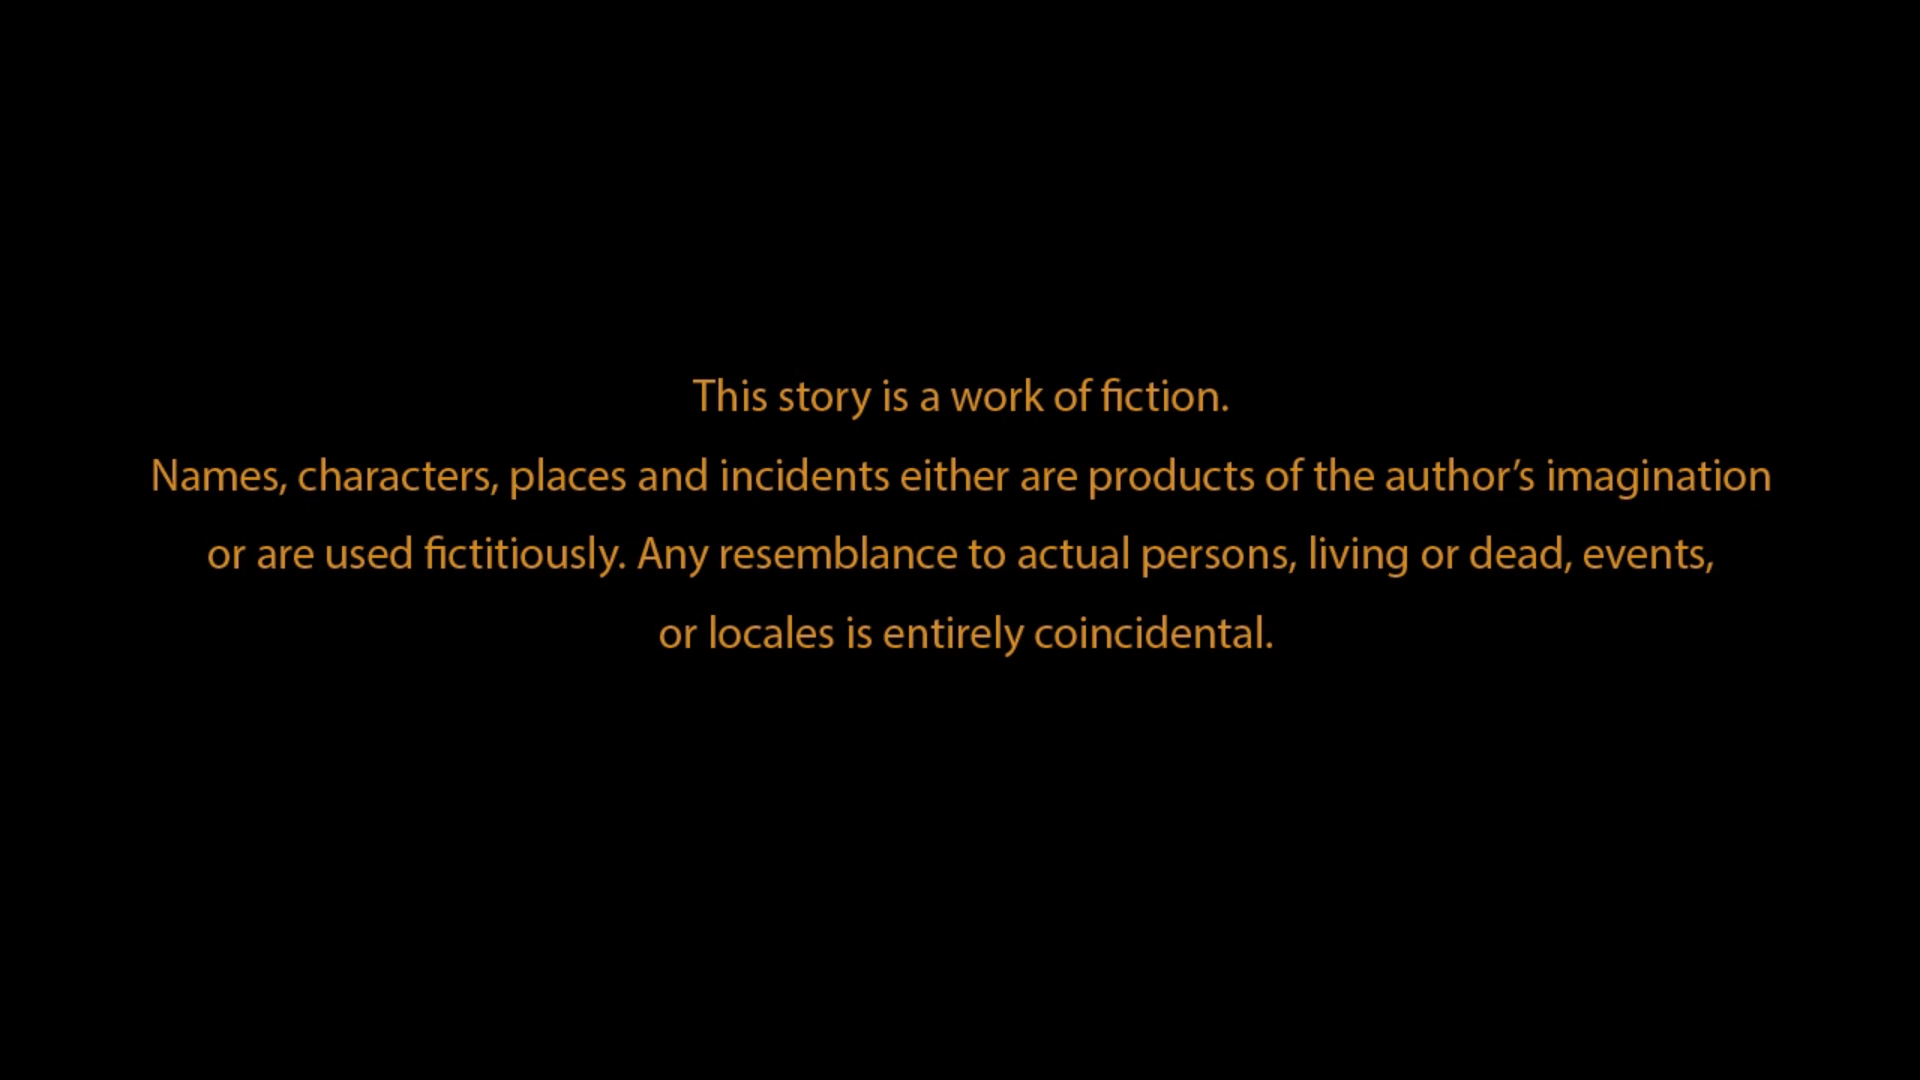 This story is a work of fiction.
Names, characters, places and incidents either are products of the author’s imagination
or are used fictitiously. Any resemblance to actual persons, living or dead, events,
or locales is entirely coincidental.